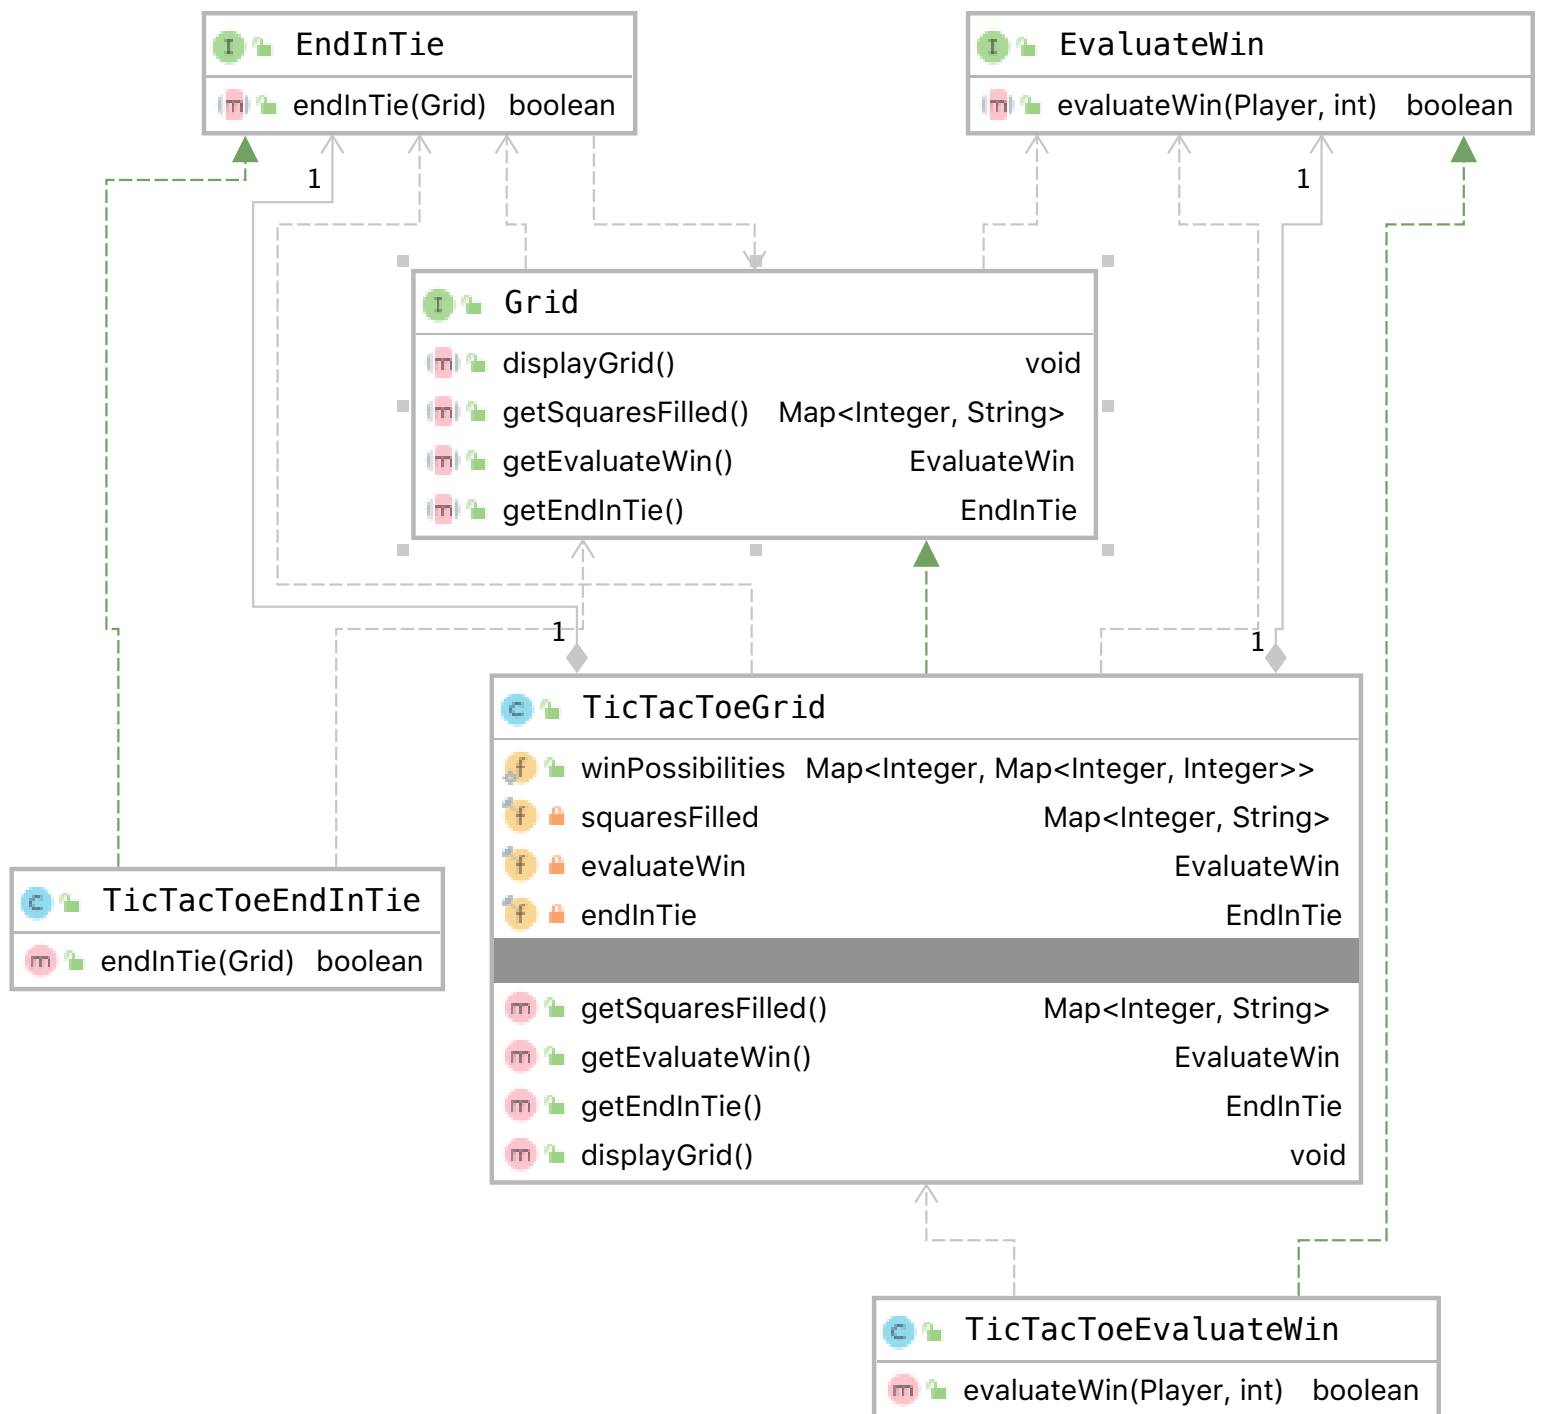 EndInTie
endInTie(Grid) boolean
EvaluateWin
evaluateWin(Player, int) boolean
1
1
Grid
displayGrid() void
getSquaresFilled() Map<Integer, String>
getEvaluateWin() EvaluateWin
getEndInTie() EndInTie
1
1
TicTacToeGrid
winPossibilities Map<Integer, Map<Integer, Integer>>
squaresFilled Map<Integer, String>
evaluateWin EvaluateWin
endInTie EndInTie
getSquaresFilled() Map<Integer, String>
getEvaluateWin() EvaluateWin
getEndInTie() EndInTie
displayGrid() void
TicTacToeEndInTie
endInTie(Grid) boolean
TicTacToeEvaluateWin
evaluateWin(Player, int) boolean